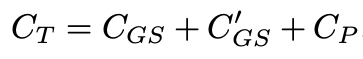 $C_T = C_{GS} + C'_{GS} + C_P$